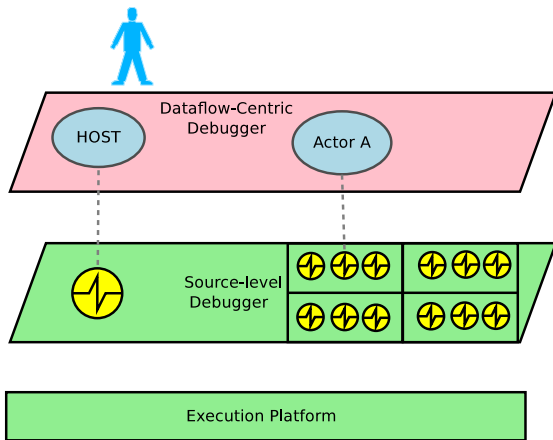 Dataflow-Centric
Debugger
HOST
Actor A
Source-level
Debugger
Execution Platform